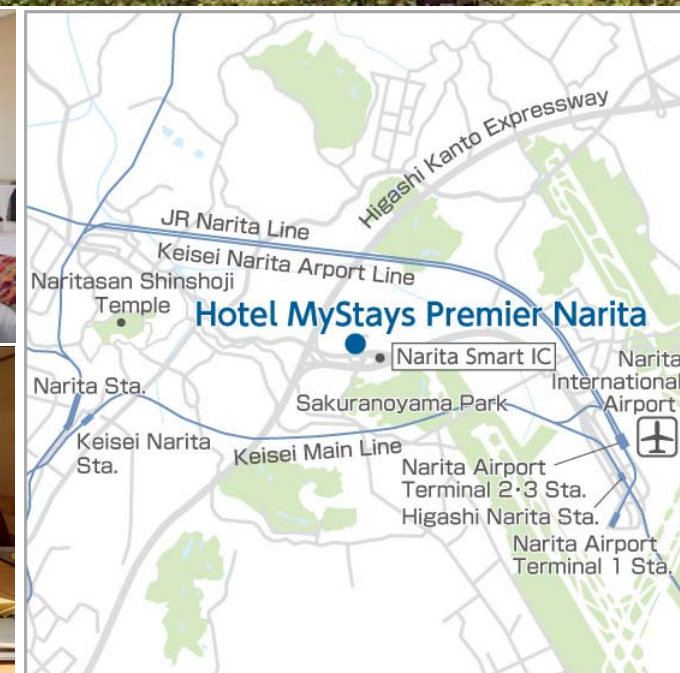 Higashi Kanto Expressway
JR Narita Line
Keisei Narita Arport Line
Naritasan Shinshoji
Temple
Hotel MyStays Premier Narita
Narita Smart IC
Narita
International
Airport
Narita Sta.
Sakuranoyama Park
Keisei Narita
Sta.
Keisei Main Line
Narita Airport
Terminal 2・3 Sta.
Higashi Narita Sta.
Narita Airport
Terminal 1 Sta.